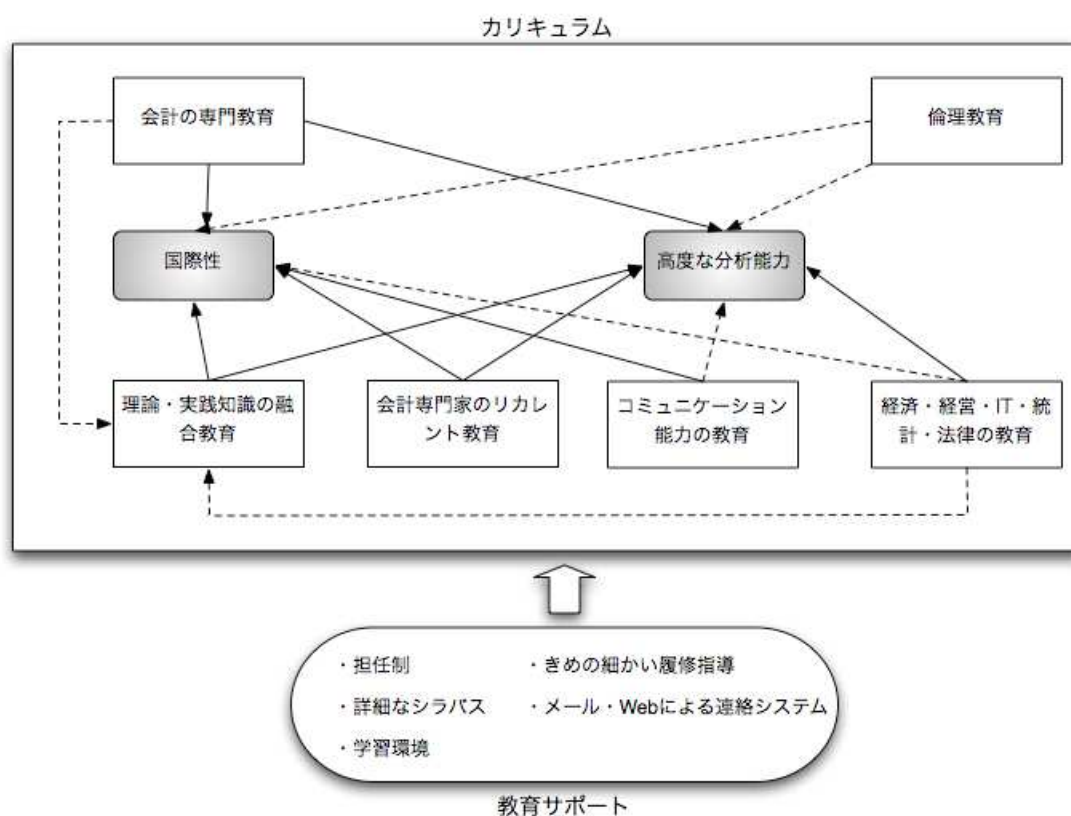 カリキュラム
会計の専門教育
倫理教育
国際性
高度な分析能力
理論・実践知識の融
合教育
会計専門家のリカレ
ント教育
コミュニケーション
能力の教育
経済・経営・IT・統
計・法律の教育
・担任制
・きめの細かい履修指導
・詳細なシラバス
・メール・Webによる連絡システム
・学習環境
教育サポート